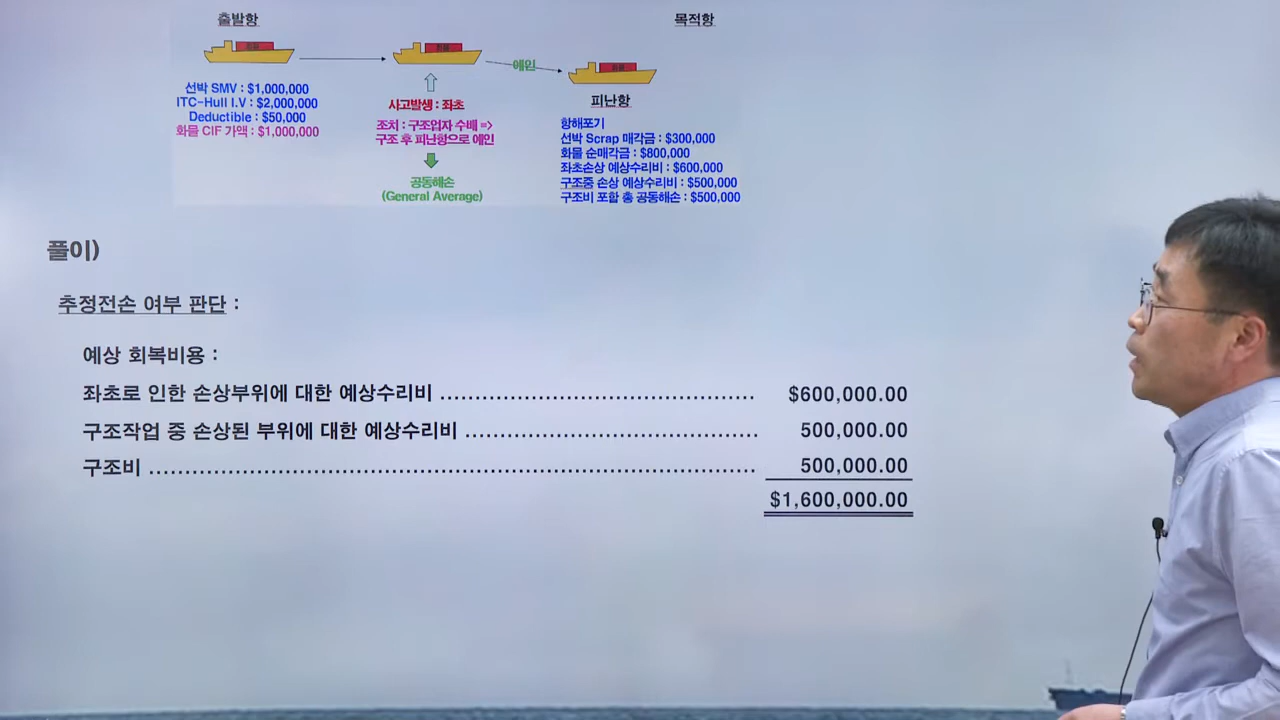 출발항
목적항
애인
피난항
선박 SMV : $1,000,000
ITC-Hull I.V : $2,000,000
Deductible : $50,000
화물 CIF 가액 : $1,000,000
사고발생 : 좌초
조치 : 구조업자 수배 =>
구조 후 피난항으로 예인
공동해손
(General Average)
항해포기
선박 Scrap 매각금 : $300,000
화물 순매각금 : $800,000
좌초손상 예상수리비 : $600,000
구조중 손상 예상수리비 : $500,000
구조비 포함 총 공동해손 : $500,000
풀이)
추정전손 여부 판단 :
예상 회복비용 :
좌초로 인한 손상부위에 대한 예상수리비 ............................................. $600,000.00
구조작업 중 손상된 부위에 대한 예상수리비 .......................................... 500,000.00
구조비 ....................................................................................... 500,000.00
$1,600,000.00